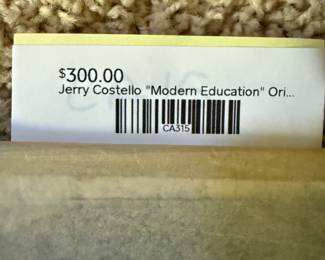 $300.00
Jerry Costello "Modern Education" Ori...
CA315